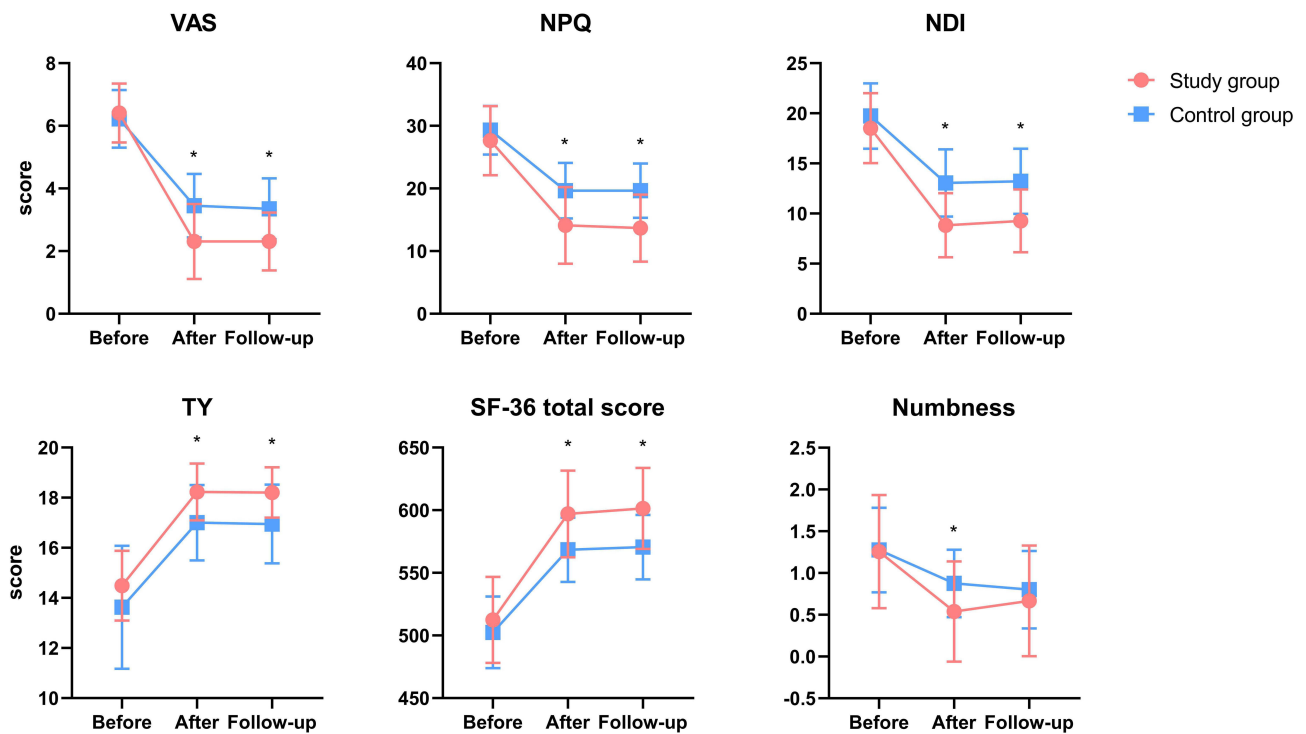 VAS
NPQ
NDI
8
6
4
2
0
score
*
*
Before
After
Follow-up
40
30
20
10
0
*
*
Before
After
Follow-up
25
20
15
10
5
0
*
*
Before
After
Follow-up
Study group
Control group
TY
SF-36 total score
Numbness
20
18
16
14
12
10
score
*
*
Before
After
Follow-up
650
600
550
500
450
*
*
Before
After
Follow-up
2.5
2.0
1.5
1.0
0.5
0.0
-0.5
*
Before
After
Follow-up